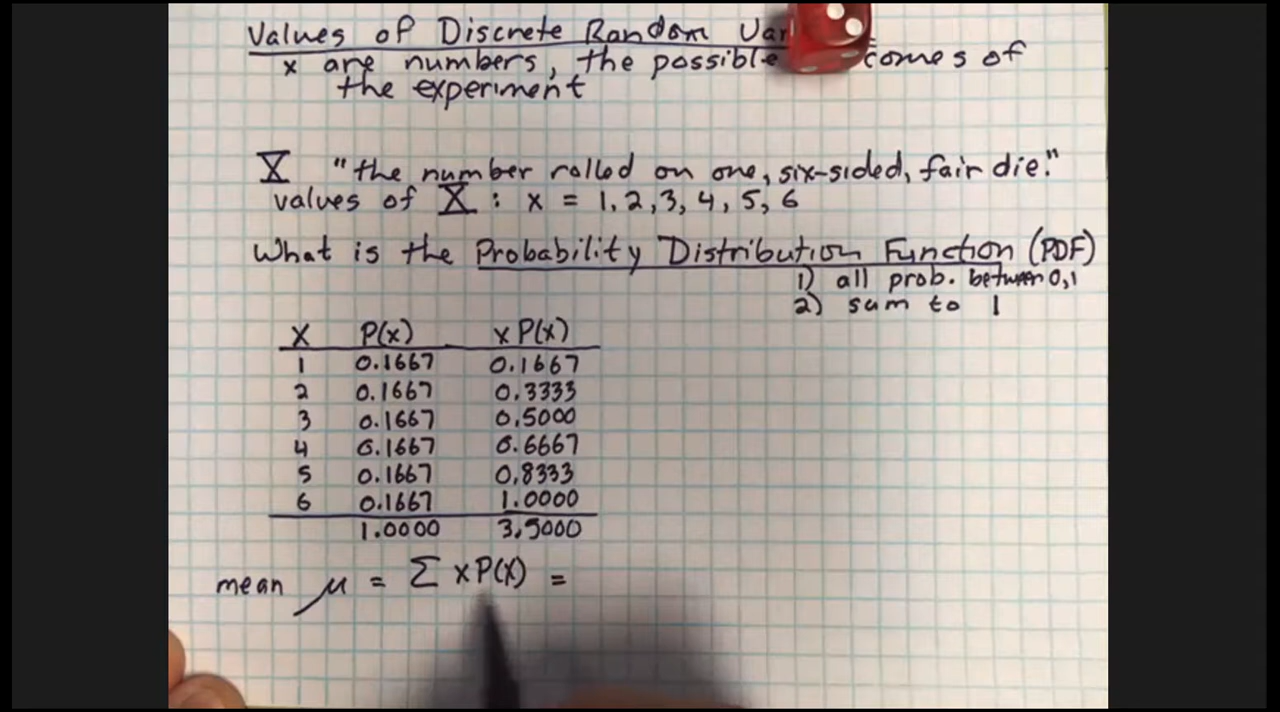 Values of Discrete Random Var
x are numbers, the possible comes of
the experiment
X "the number rolled on one, six-sided, fair die."
values of X : x = 1, 2, 3, 4, 5, 6
What is the Probability Distribution Function (PDF)
1) all prob. between 0,1
2) sum to 1
X P(x) x P(x)
1 0.1667 0.1667
2 0.1667 0.3333
3 0.1667 0.5000
4 0.1667 0.6667
5 0.1667 0.8333
6 0.1667 1.0000
1.0000 3.5000
mean μ = Σ x P(x) =